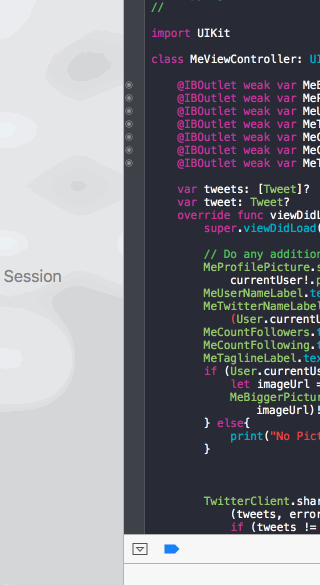 //
import UIKit
class MeViewController: UI
@IBOutlet weak var Me
@IBOutlet weak var Me
@IBOutlet weak var Me
@IBOutlet weak var MeT
@IBOutlet weak var MeC
@IBOutlet weak var MeC
@IBOutlet weak var MeT
var tweets: [Tweet]?
var tweet: Tweet?
override func viewDidL
super.viewDidLoad(
Session
// Do any addition
MeProfilePicture.s
currentUser!.p
MeUserNameLabel.te
MeTwitterNameLabel
(User.currentU
MeCountFollowers.t
MeCountFollowing.t
MeTaglineLabel.tex
if (User.currentUs
let imageUrl =
MeBiggerPictur
imageUrl)!
} else{
print("No Pict
}
TwitterClient.shar
(tweets, error
if (tweets !=